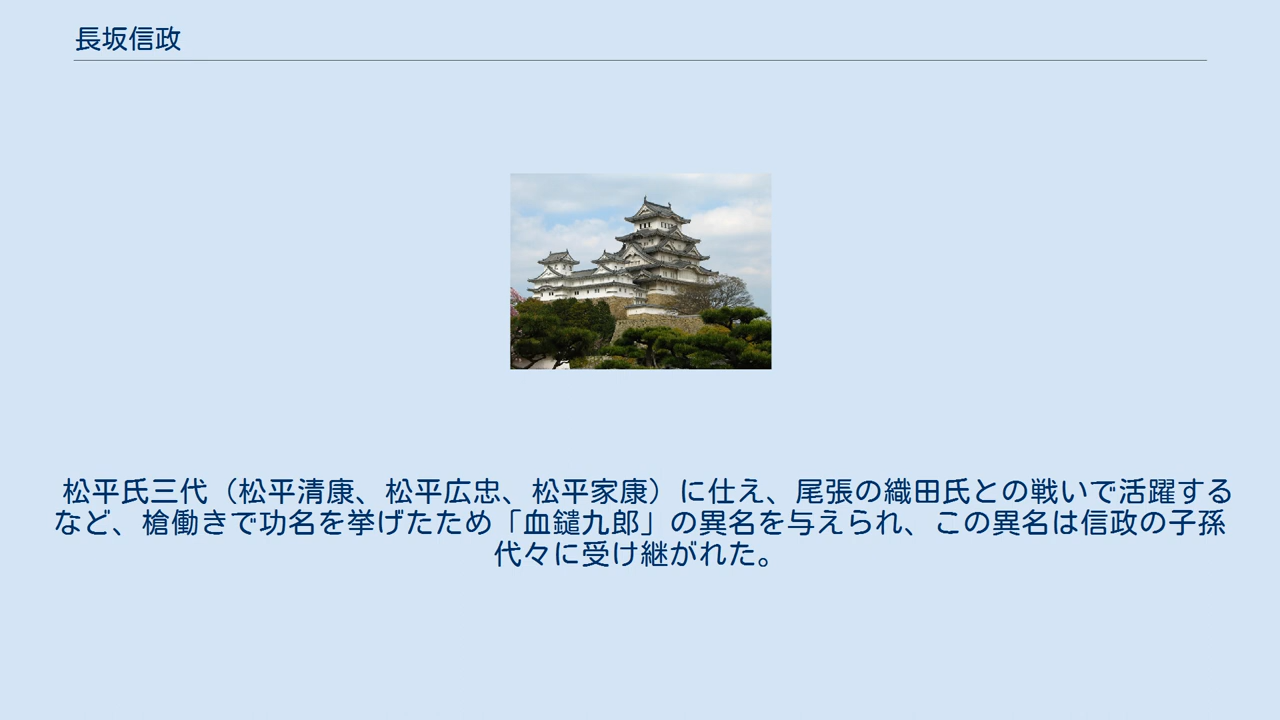 長坂信政
松平氏三代（松平清康、松平広忠、松平家康）に仕え、尾張の織田氏との戦いで活躍する
など、槍働きで功名を挙げたため「血鑓九郎」の異名を与えられ、この異名は信政の子孫
代々に受け継がれた。